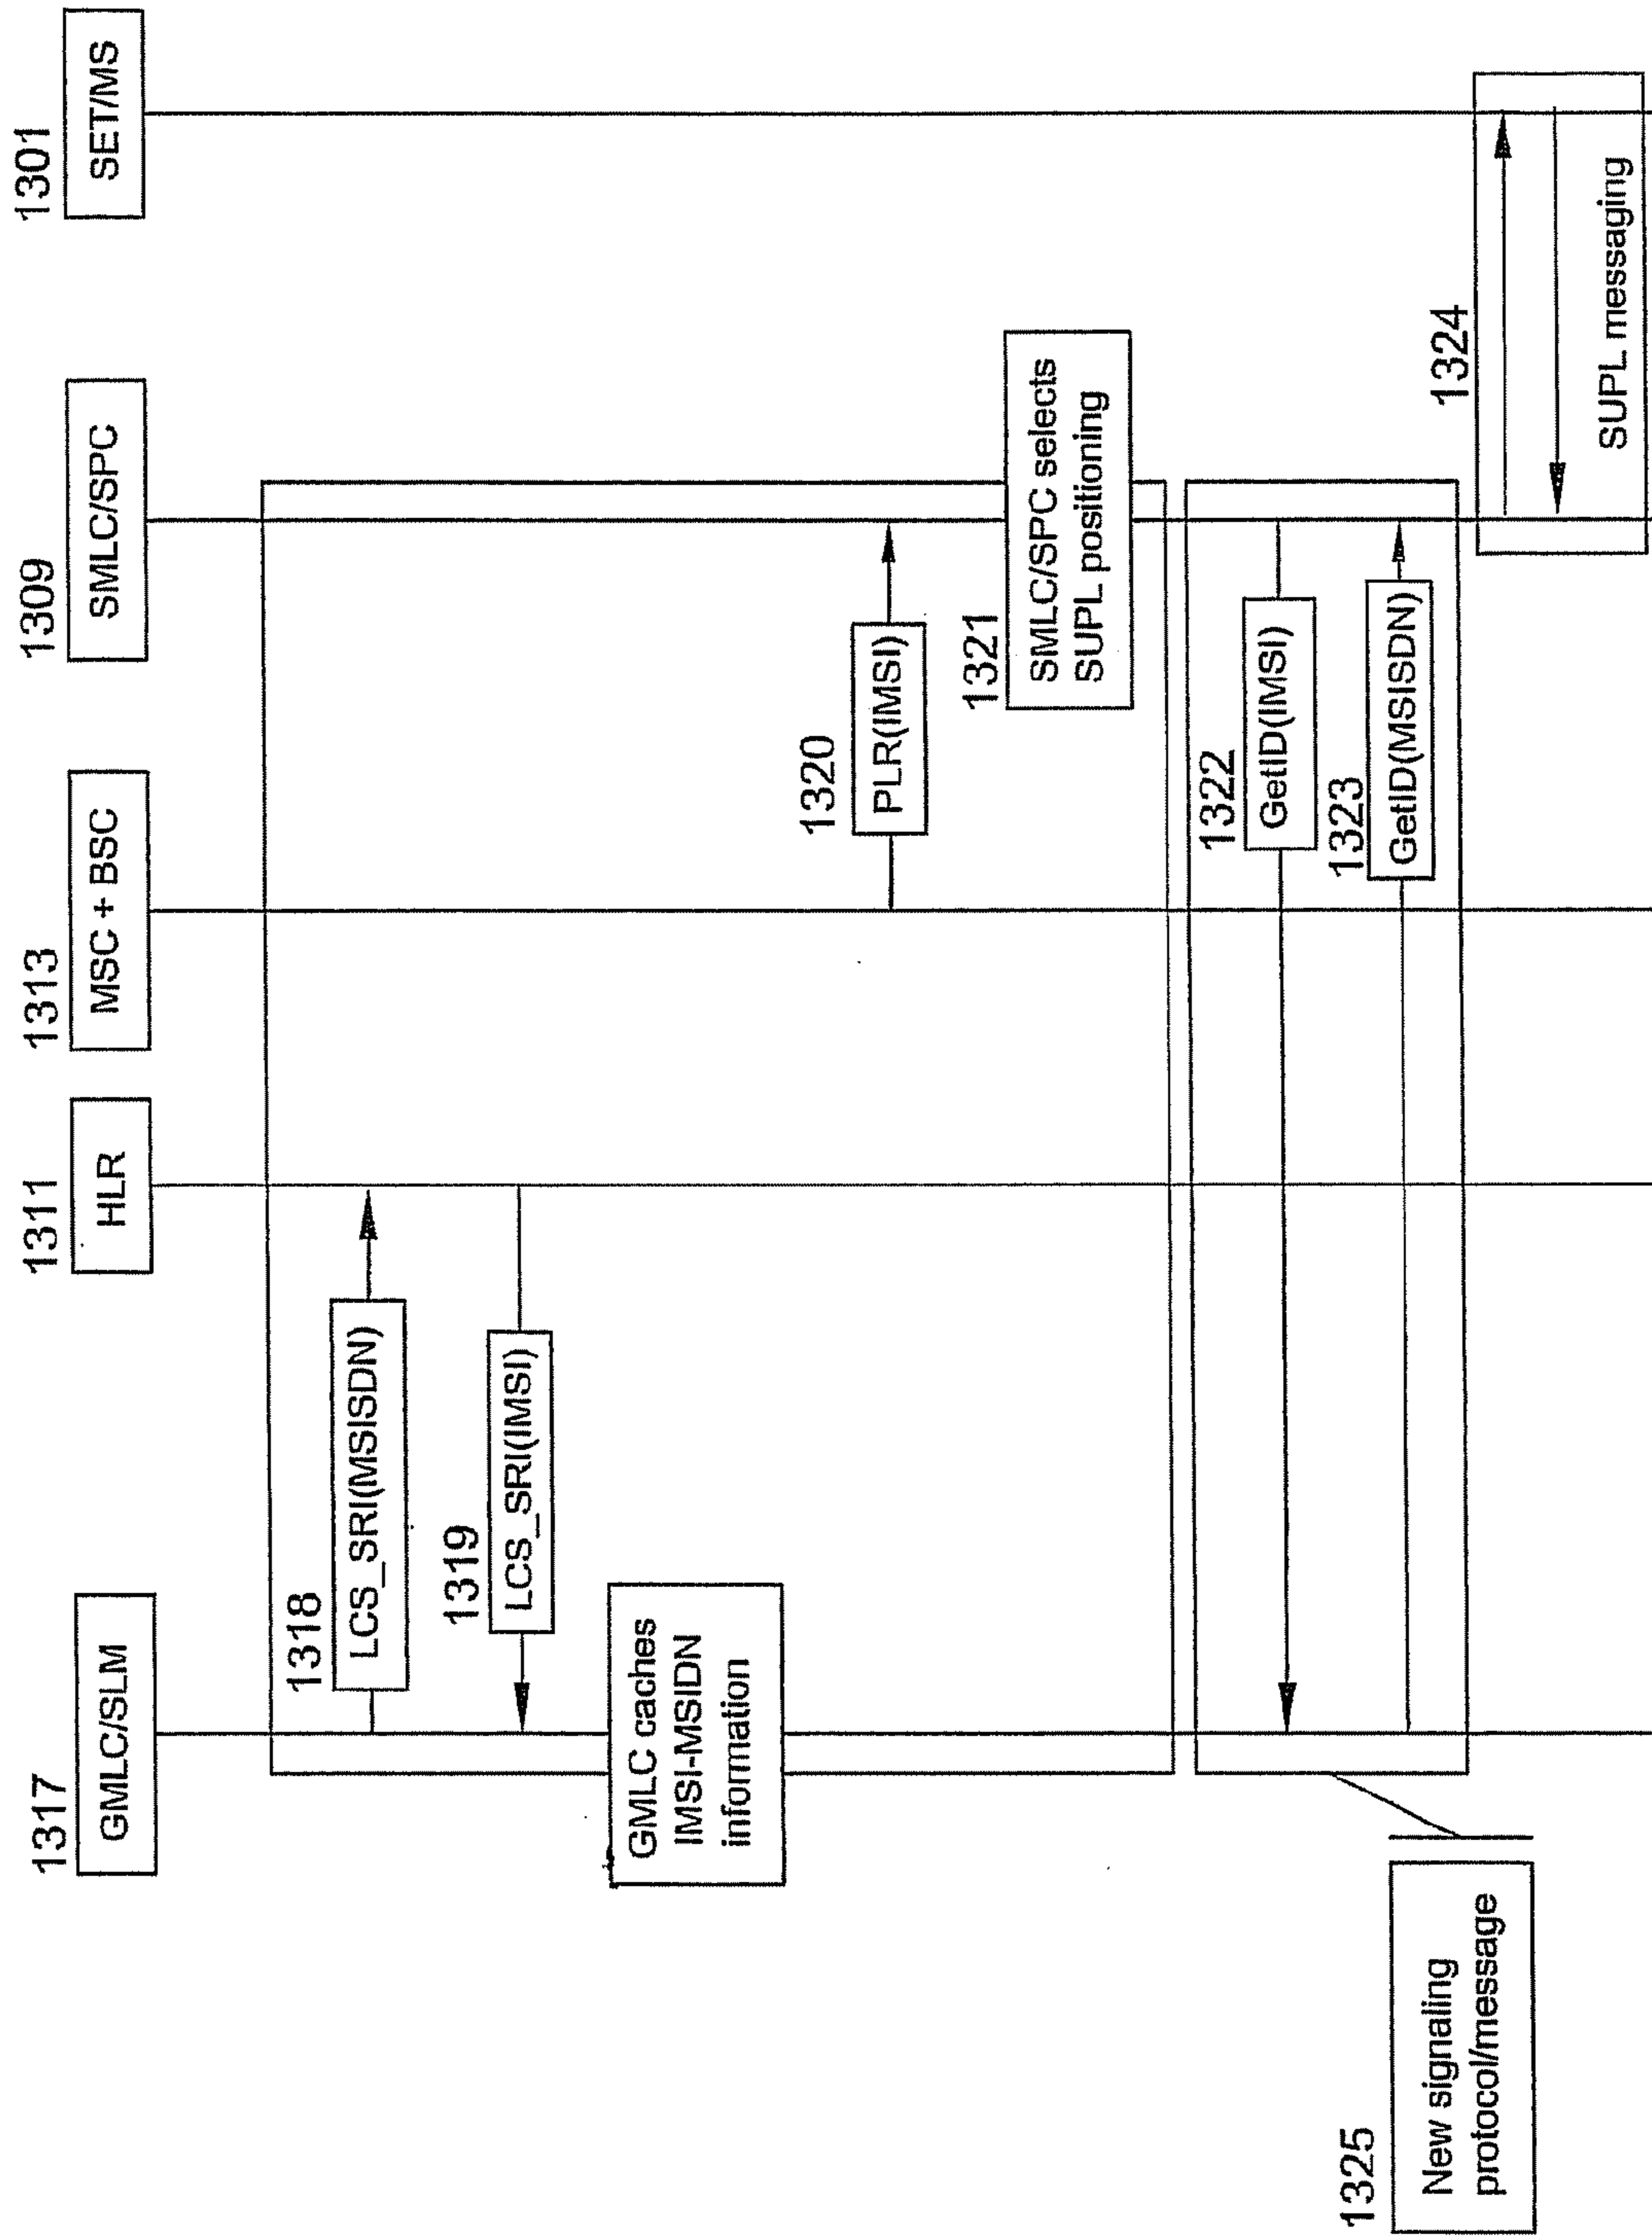 1317
GMLC/SLM
1311
HLR
1313
MSC + BSC
1309
SMLC/SPC
1301
SET/MS
1318
LCS_SRI(MSISDN)
1319
LCS_SRI(IMSI)
GMLC caches
IMSI-MSIDN
information
1320
PLR(IMSI)
1321
SMLC/SPC selects
SUPL positioning
1322
GetID(IMSI)
1323
GetID(MSISDN)
1325
New signaling
protocol/message
1324
SUPL messaging